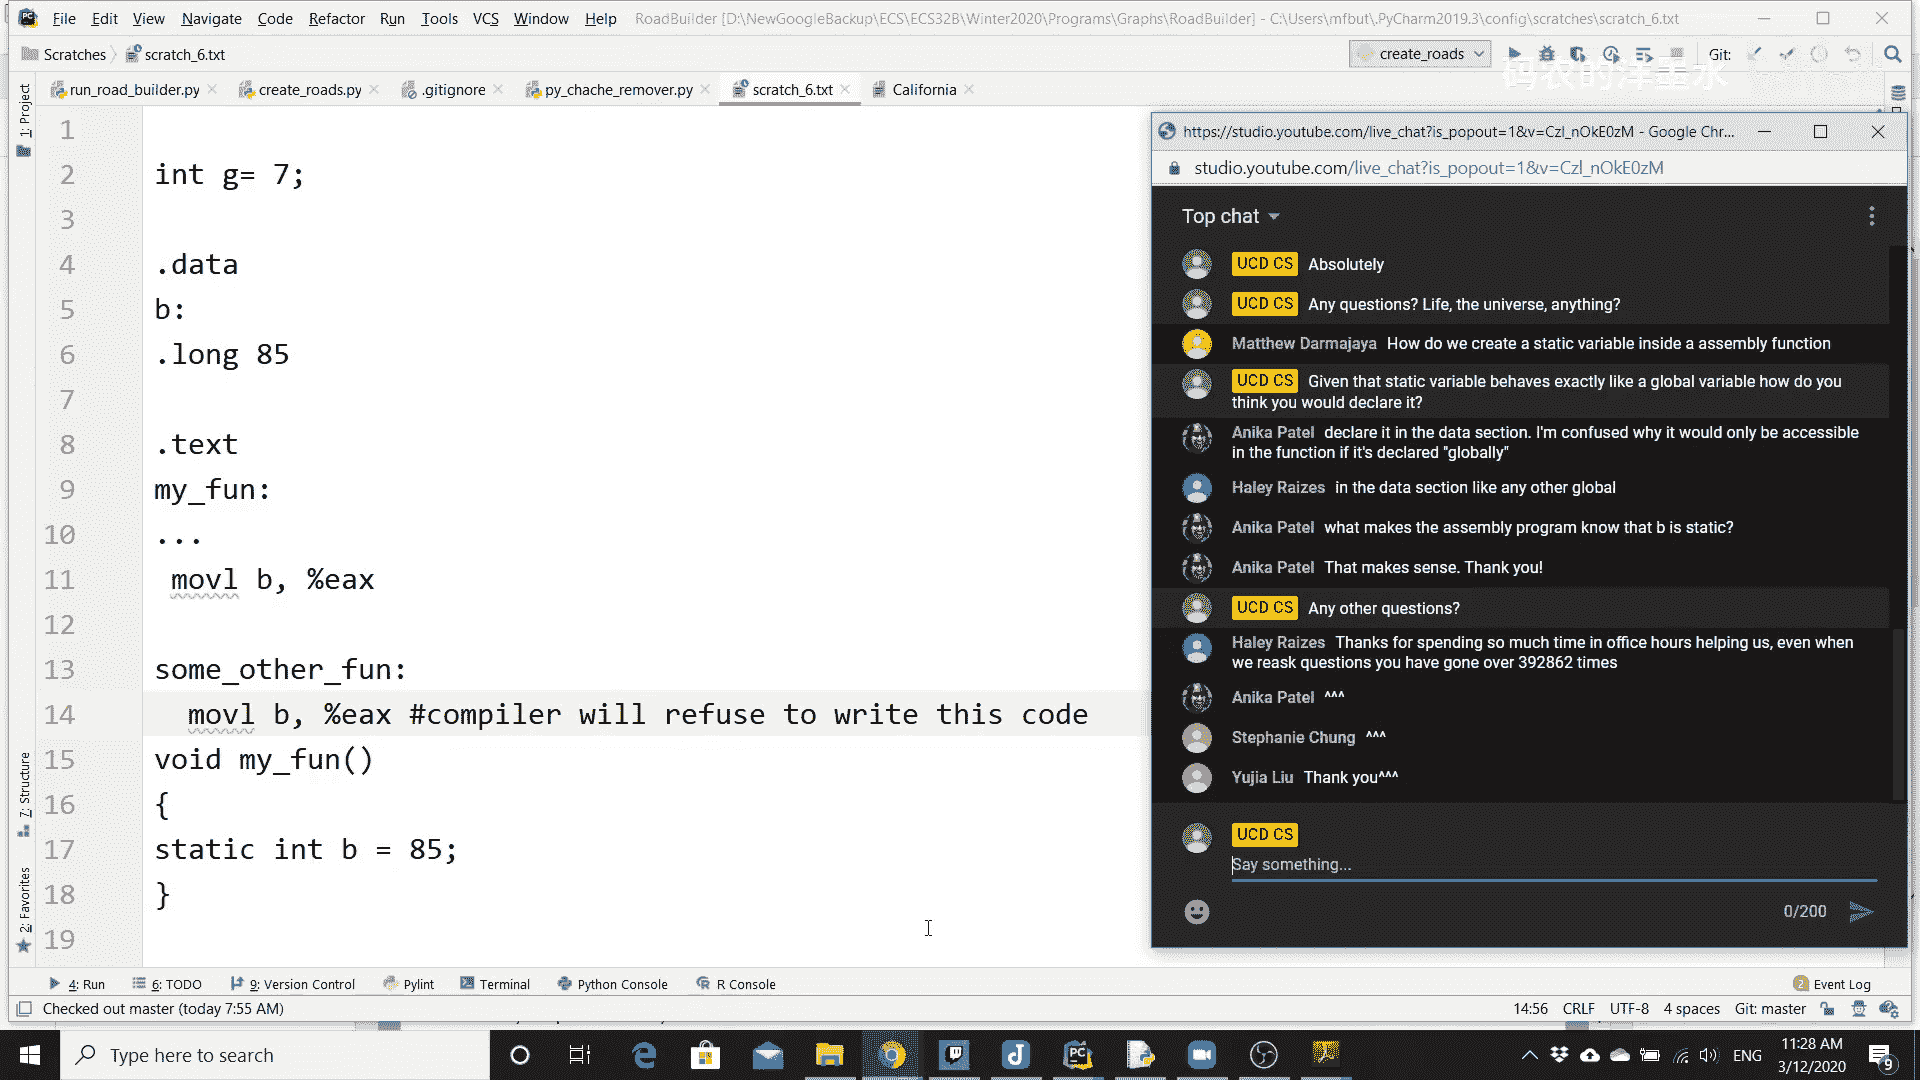 File Edit View Navigate Code Refactor Run Tools VCS Window Help RoadBuilder [D:\NewGoogleBackup\ECS\ECS32B\Winter2020\Programs\Graphs\RoadBuilder] - C:\Users\mfbut\.PyCharm2019.3\config\scratches\scratch_6.txt
Scratches scratch_6.txt create_roads Git:
码农的洋墨水
run_road_builder.py create_roads.py .gitignore py_chache_remover.py scratch_6.txt California
1: Project
7: Structure
2: Favorites
1
2 int g= 7;
3
4 .data
5 b:
6 .long 85
7
8 .text
9 my_fun:
10 ...
11 movl b, %eax
12
13 some_other_fun:
14 movl b, %eax #compiler will refuse to write this code
15 void my_fun()
16 {
17 static int b = 85;
18 }
19
https://studio.youtube.com/live_chat?is_popout=1&v=Czl_nOkE0zM - Google Chr...
studio.youtube.com/live_chat?is_popout=1&v=Czl_nOkE0zM
Top chat
UCD CS Absolutely
UCD CS Any questions? Life, the universe, anything?
Matthew Darmajaya How do we create a static variable inside a assembly function
UCD CS Given that static variable behaves exactly like a global variable how do you
think you would declare it?
Anika Patel declare it in the data section. I'm confused why it would only be accessible
in the function if it's declared "globally"
Haley Raizes in the data section like any other global
Anika Patel what makes the assembly program know that b is static?
Anika Patel That makes sense. Thank you!
UCD CS Any other questions?
Haley Raizes Thanks for spending so much time in office hours helping us, even when
we reask questions you have gone over 392862 times
Anika Patel ^^^
Stephanie Chung ^^^
Yujia Liu Thank you^^^
UCD CS
Say something...
0/200
4: Run 6: TODO 9: Version Control Pylint Terminal Python Console R Console 2 Event Log
Checked out master (today 7:55 AM) 14:56 CRLF UTF-8 4 spaces Git: master
Type here to search ENG 11:28 AM
3/12/2020 9